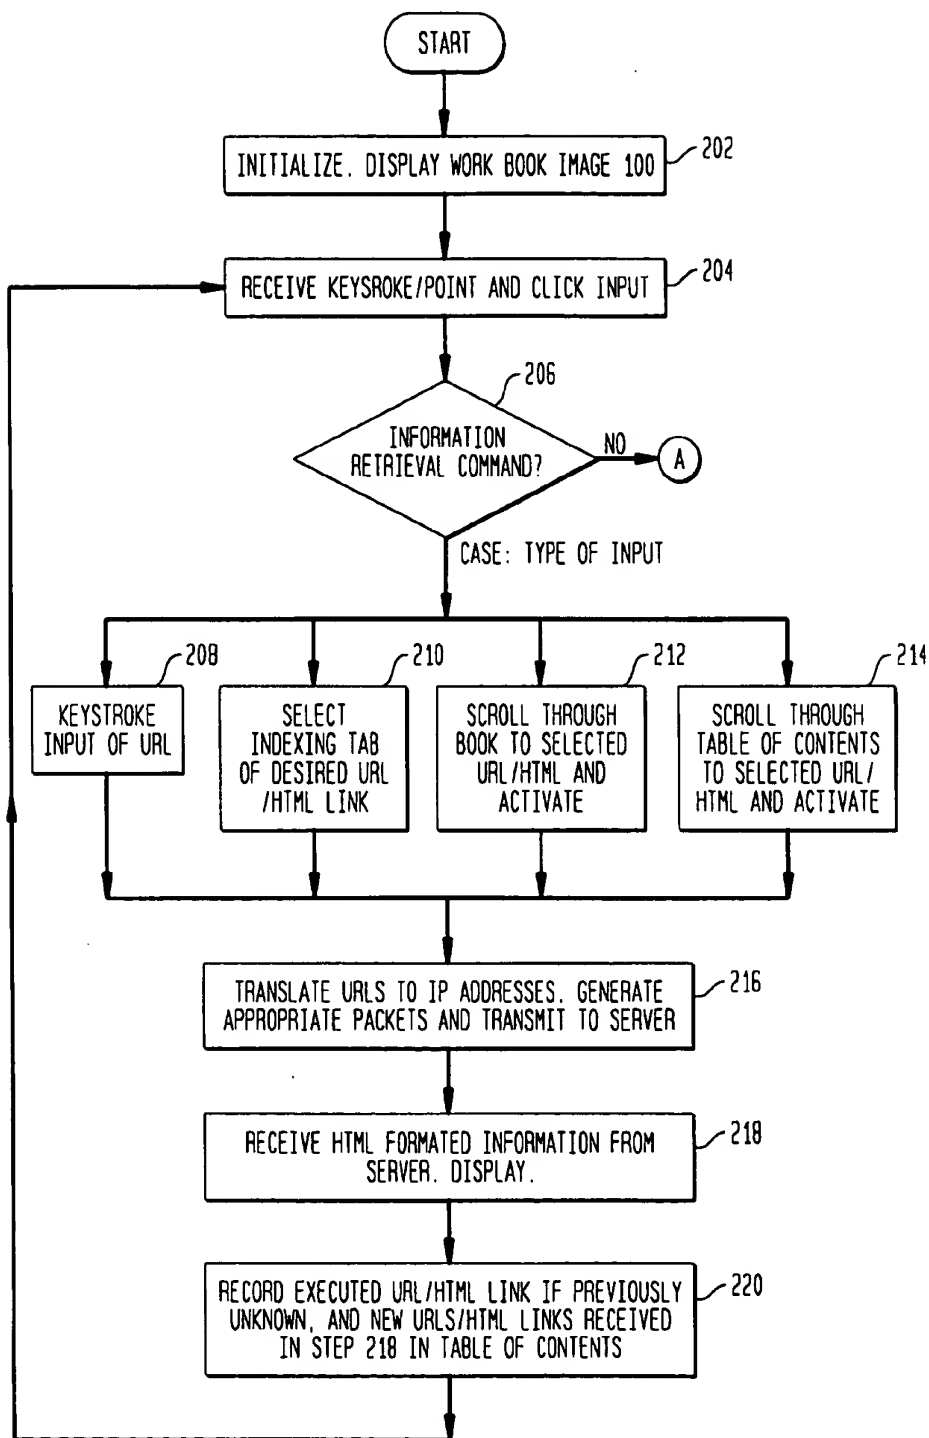 START
202
INITIALIZE. DISPLAY WORK BOOK IMAGE 100
204
RECEIVE KEYSROKE/POINT AND CLICK INPUT
206
INFORMATION
RETRIEVAL COMMAND?
NO
A
CASE: TYPE OF INPUT
208
KEYSTROKE
INPUT OF URL
210
SELECT
INDEXING TAB
OF DESIRED URL
/HTML LINK
212
SCROLL THROUGH
BOOK TO SELECTED
URL/HTML AND
ACTIVATE
214
SCROLL THROUGH
TABLE OF CONTENTS
TO SELECTED URL/
HTML AND ACTIVATE
216
TRANSLATE URLS TO IP ADDRESSES. GENERATE
APPROPRIATE PACKETS AND TRANSMIT TO SERVER
218
RECEIVE HTML FORMATED INFORMATION FROM
SERVER. DISPLAY.
220
RECORD EXECUTED URL/HTML LINK IF PREVIOUSLY
UNKNOWN, AND NEW URLS/HTML LINKS RECEIVED
IN STEP 218 IN TABLE OF CONTENTS